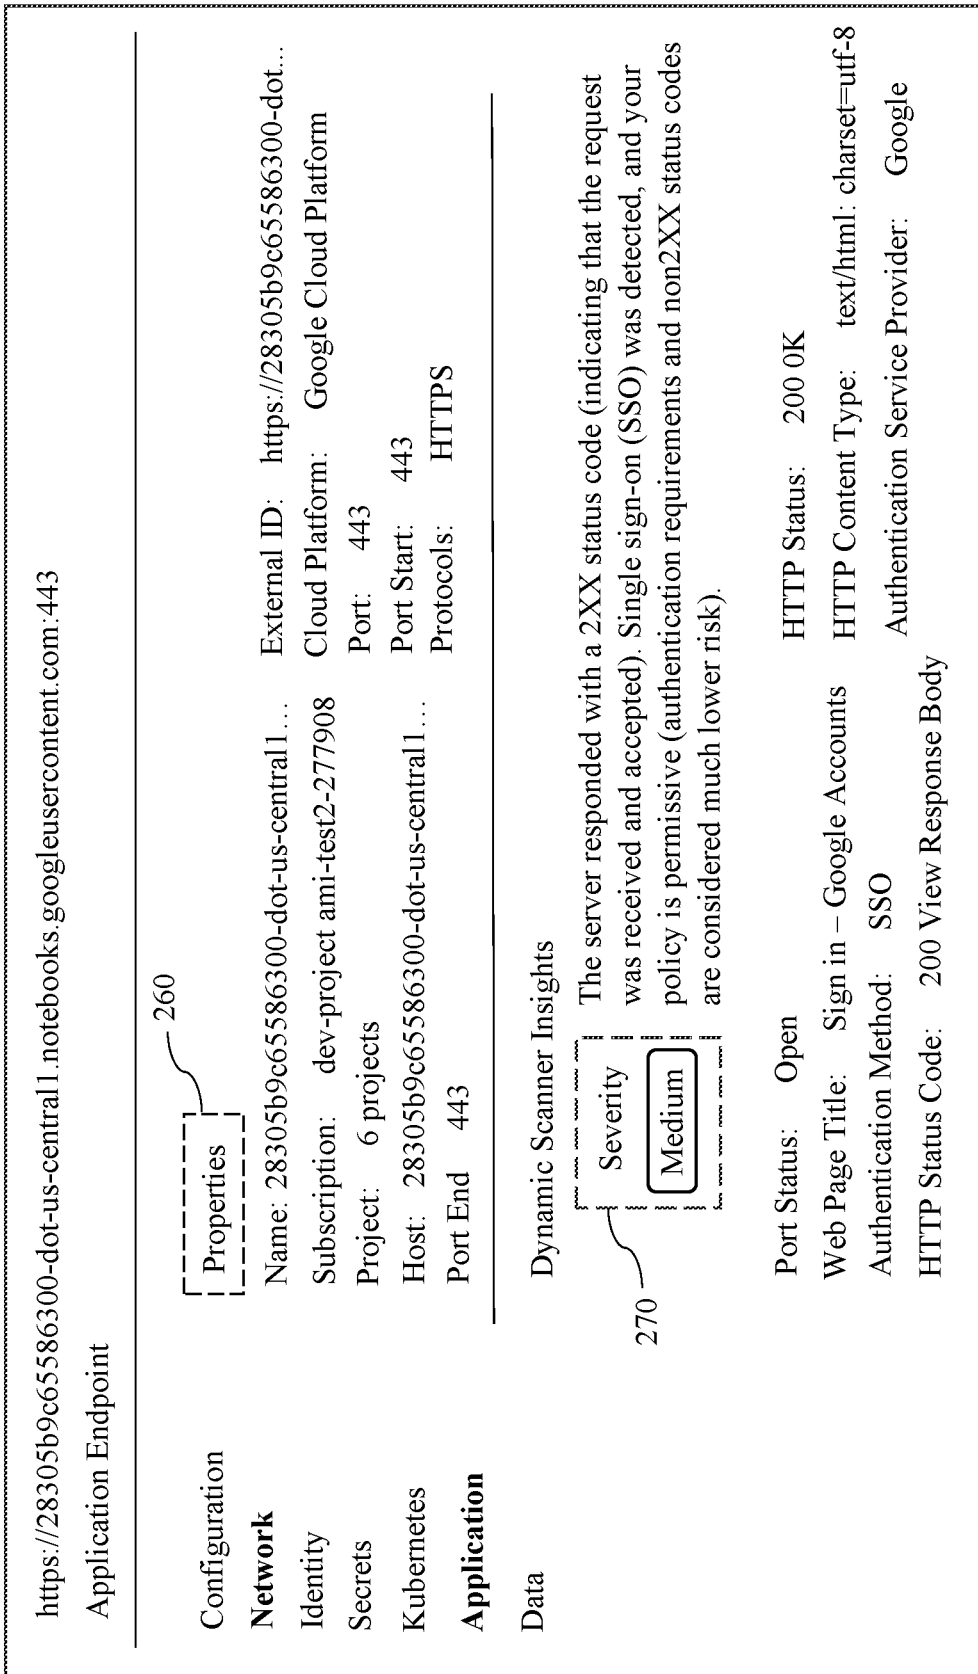 https://28305b9c65586300-dot-us-central1.notebooks.googleusercontent.com:443
Application Endpoint
Configuration
Network
Identity
Secrets
Kubernetes
Application
Data
Properties
260
Name: 28305b9c65586300-dot-us-central1...
Subscription: dev-project ami-test2-277908
Project: 6 projects
Host: 28305b9c65586300-dot-us-central1...
Port End 443
External ID: https://28305b9c65586300-dot...
Cloud Platform: Google Cloud Platform
Port: 443
Port Start: 443
Protocols: HTTPS
Dynamic Scanner Insights
Severity
Medium
270
The server responded with a 2XX status code (indicating that the request
was received and accepted). Single sign-on (SSO) was detected, and your
policy is permissive (authentication requirements and non2XX status codes
are considered much lower risk).
Port Status: Open
Web Page Title: Sign in – Google Accounts
Authentication Method: SSO
HTTP Status Code: 200 View Response Body
HTTP Status: 200 0K
HTTP Content Type: text/html: charset=utf-8
Authentication Service Provider: Google